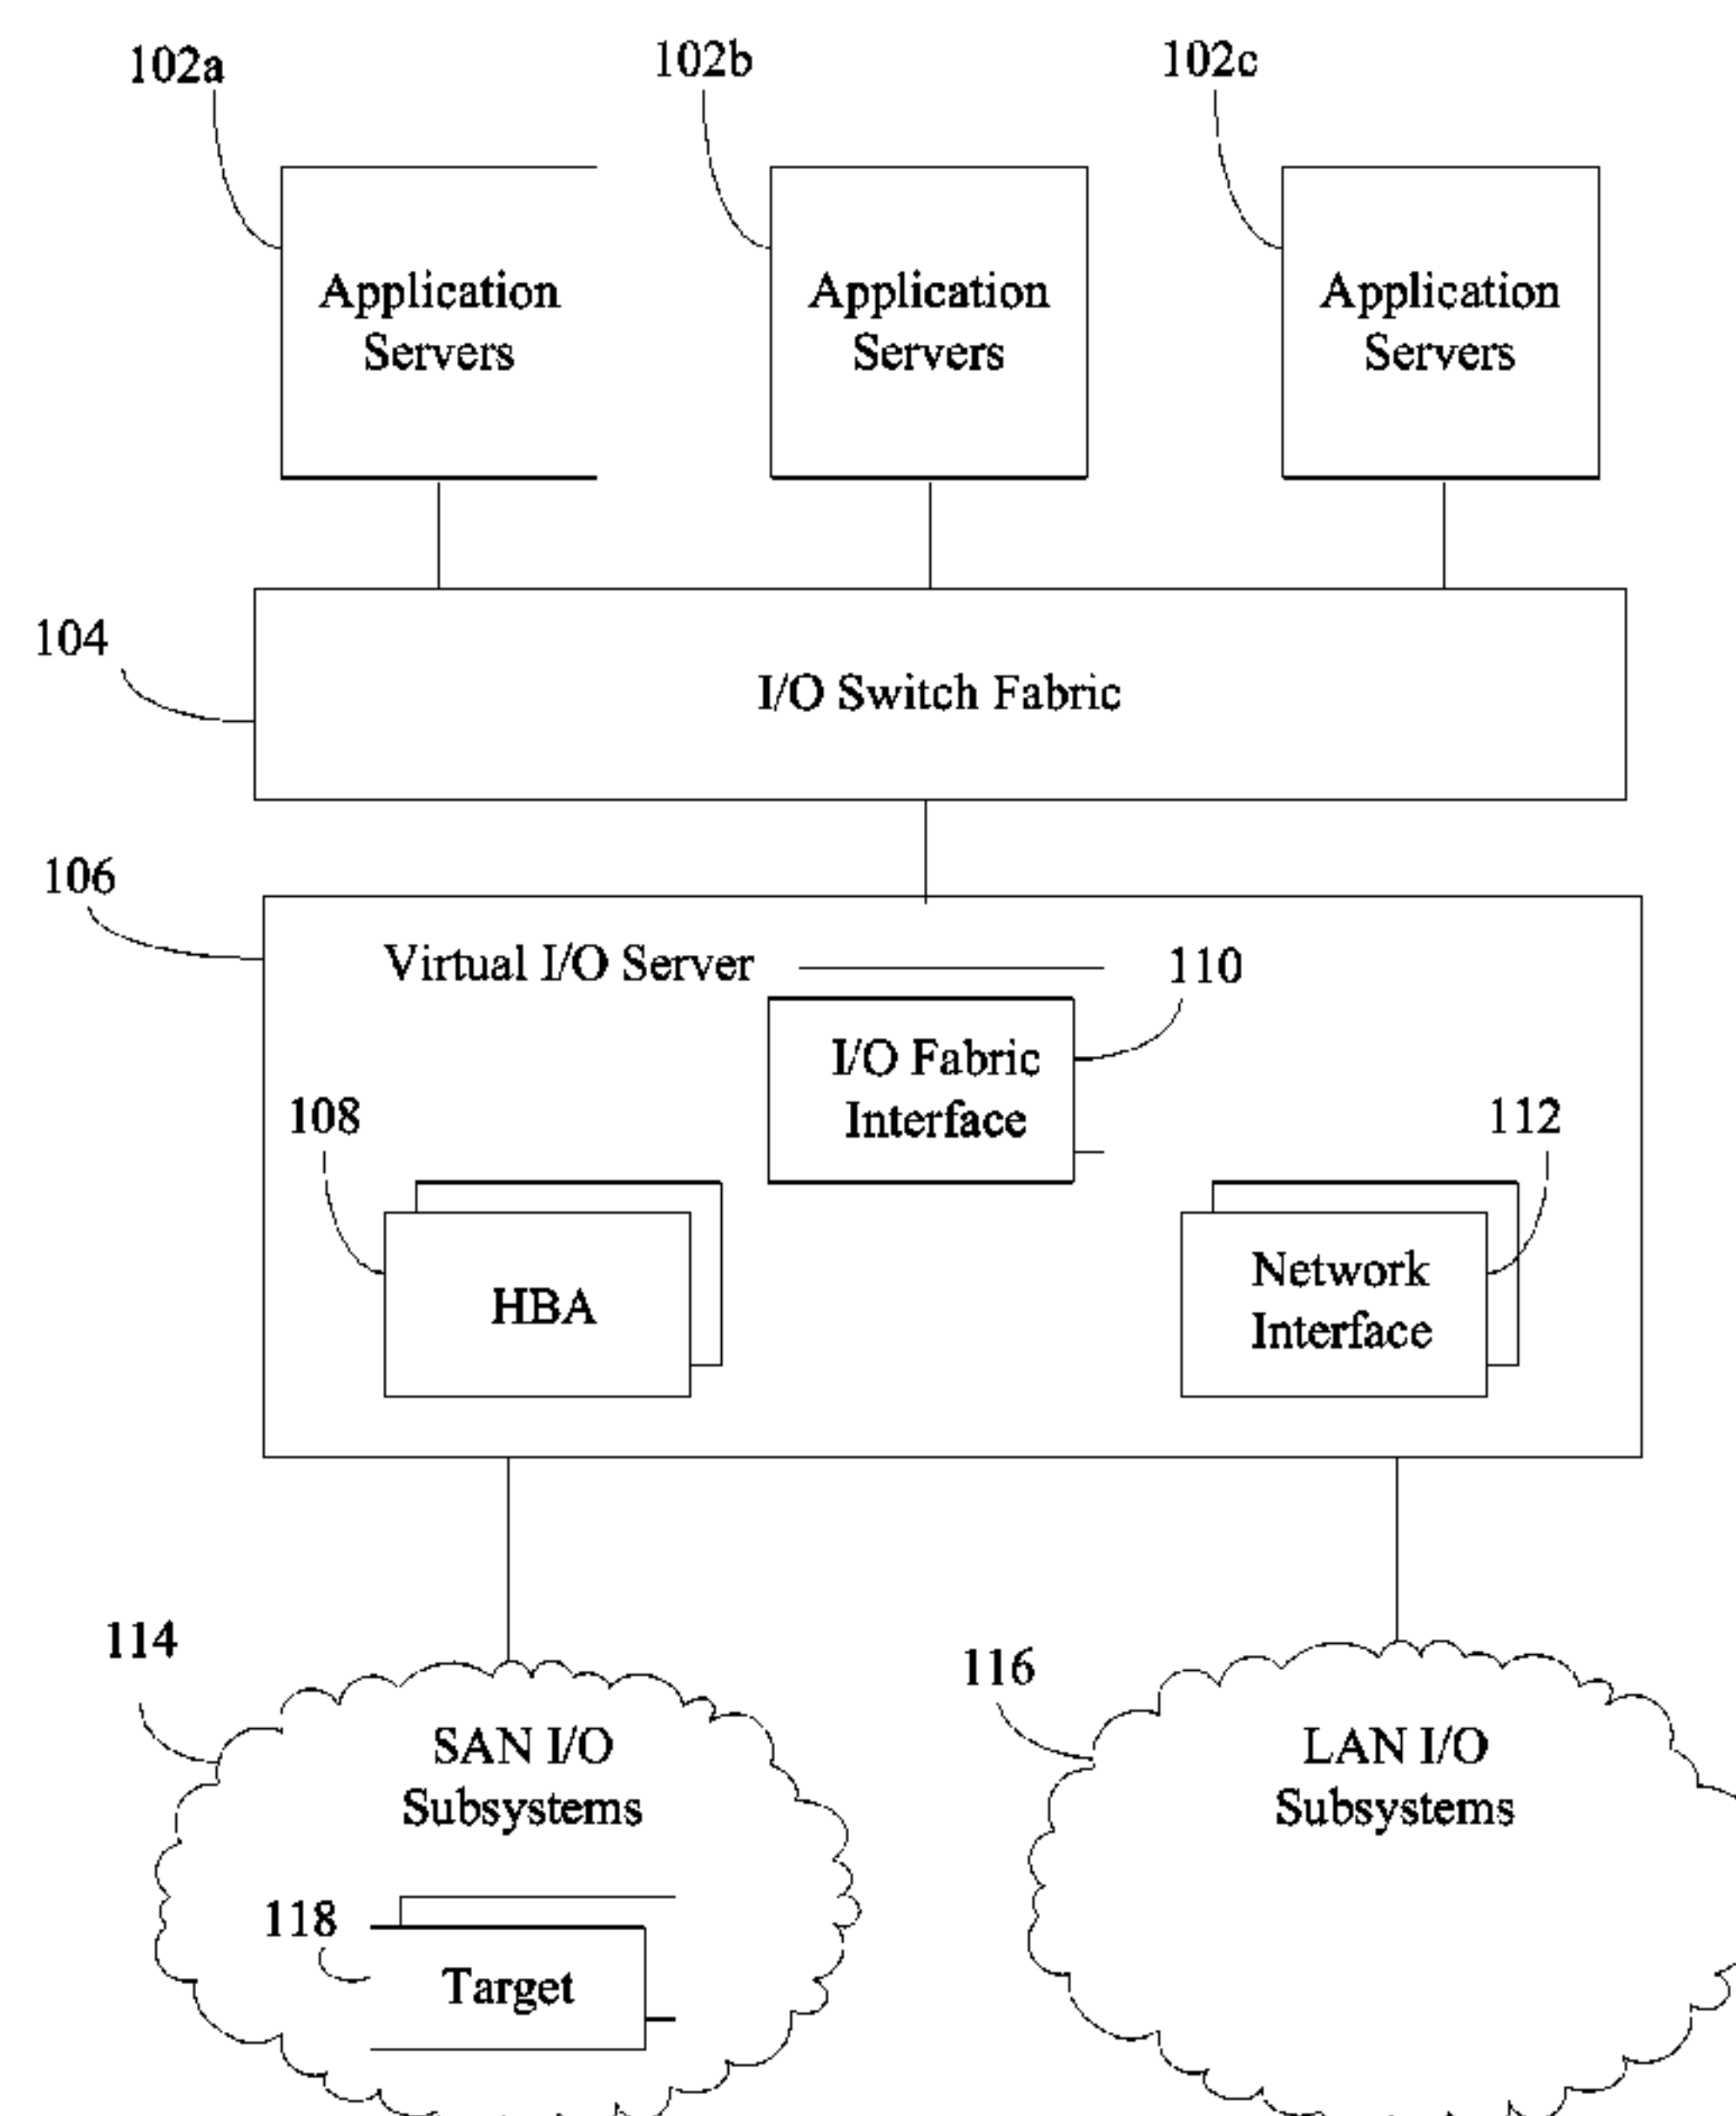 102a
102b
102c
Application
Servers
Application
Servers
Application
Servers
104
I/O Switch Fabric
106
Virtual I/O Server
110
I/O Fabric
Interface
108
112
HBA
Network
Interface
114
116
SAN I/O
Subsystems
LAN I/O
Subsystems
118
Target